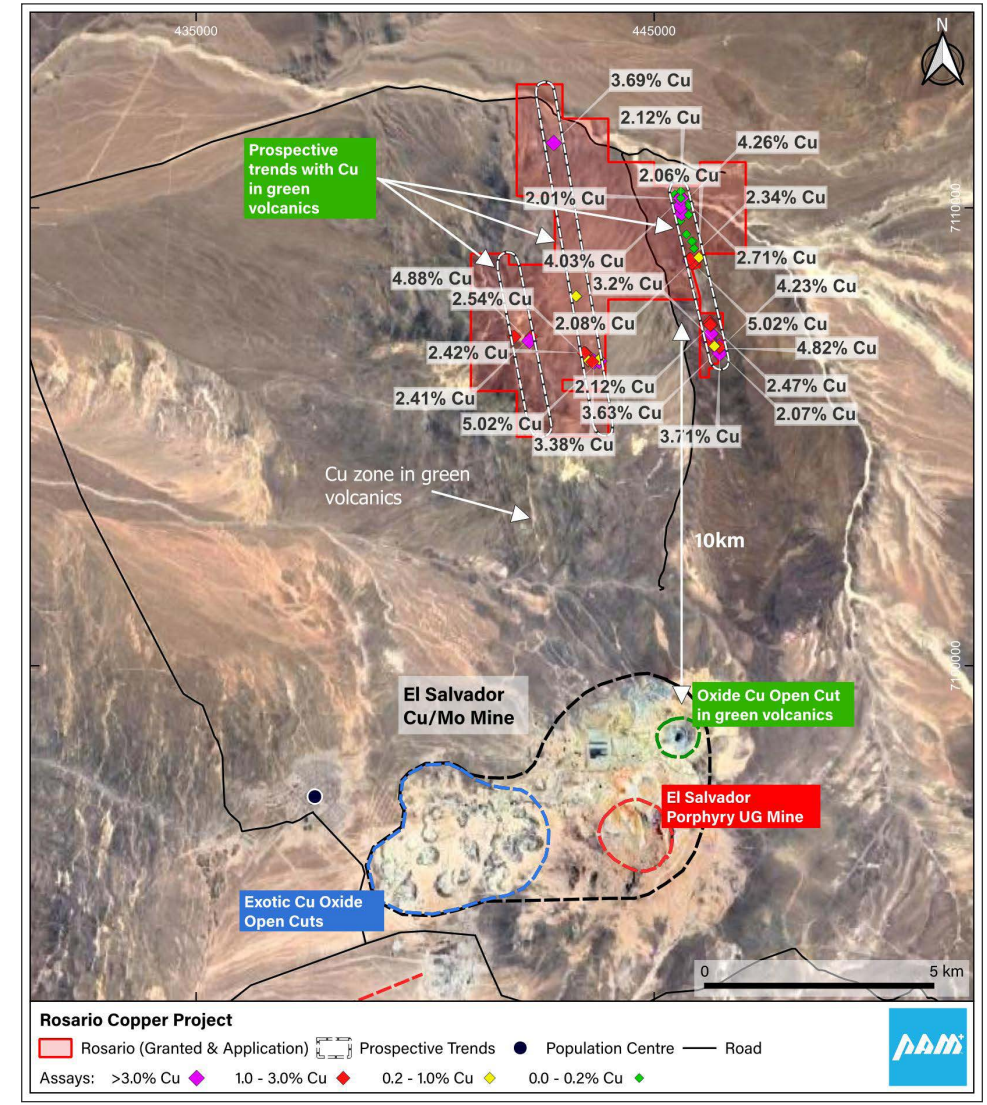 435000
445000
N
3.69% Cu
2.12% Cu
4.26% Cu
Prospective
trends with Cu
in green
volcanics
2.06% Cu
2.01% Cu
2.34% Cu
7110000
4.03% Cu
2.71% Cu
4.88% Cu
3.2% Cu
4.23% Cu
2.54% Cu
2.08% Cu
5.02% Cu
2.42% Cu
4.82% Cu
2.12% Cu
2.47% Cu
2.41% Cu
3.63% Cu
2.07% Cu
5.02% Cu
3.38% Cu
3.71% Cu
Cu zone in green
volcanics
10km
7100000
El Salvador
Cu/Mo Mine
Oxide Cu Open Cut
in green volcanics
El Salvador
Porphyry UG Mine
Exotic Cu Oxide
Open Cuts
0 5 km
Rosario Copper Project
Rosario (Granted & Application) Prospective Trends Population Centre Road
Assays: >3.0% Cu 1.0 - 3.0% Cu 0.2 - 1.0% Cu 0.0 - 0.2% Cu
PAM